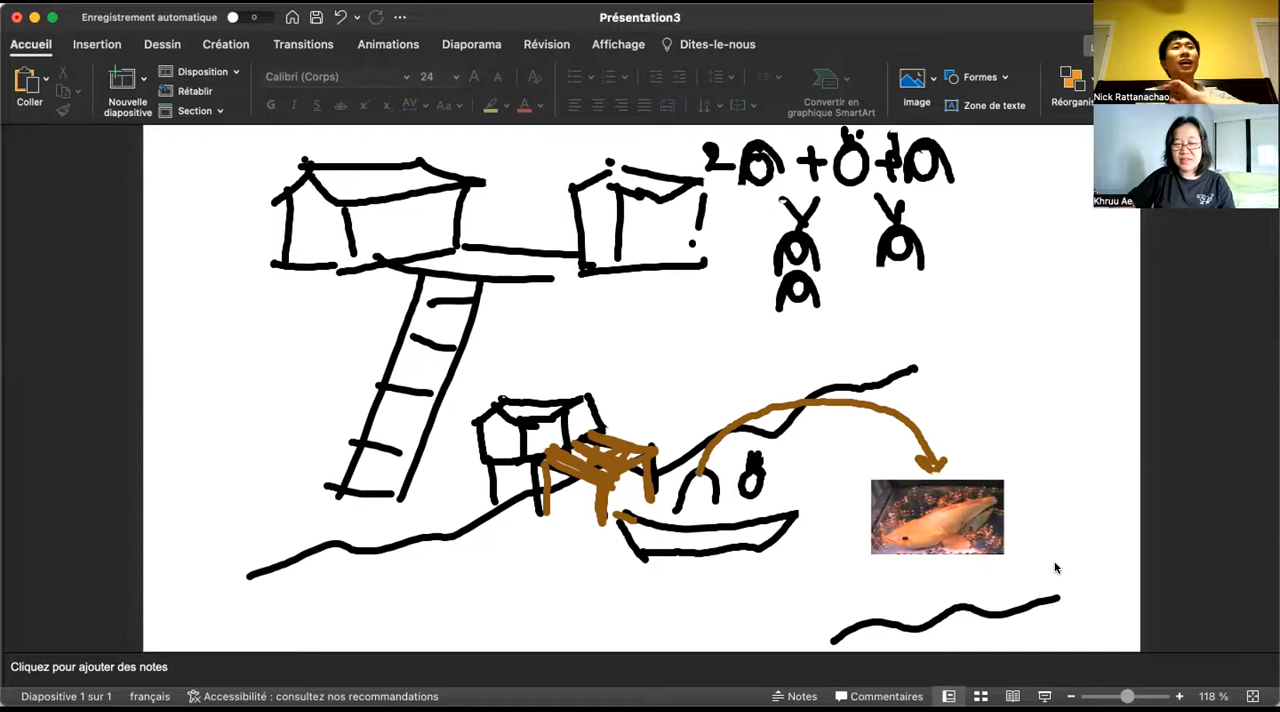 Enregistrement automatique
Présentation3
Accueil Insertion Dessin Création Transitions Animations Diaporama Révision Affichage Dites-le-nous
Coller
Nouvelle diapositive
Disposition
Rétablir
Section
Calibri (Corps) 24
G I S ab
Convertir en graphique SmartArt
Image
Formes
Zone de texte
Réorganis
Nick Rattanachao
Khruu Ae
Cliquez pour ajouter des notes
Diapositive 1 sur 1 français Accessibilité : consultez nos recommandations Notes Commentaires 118 %